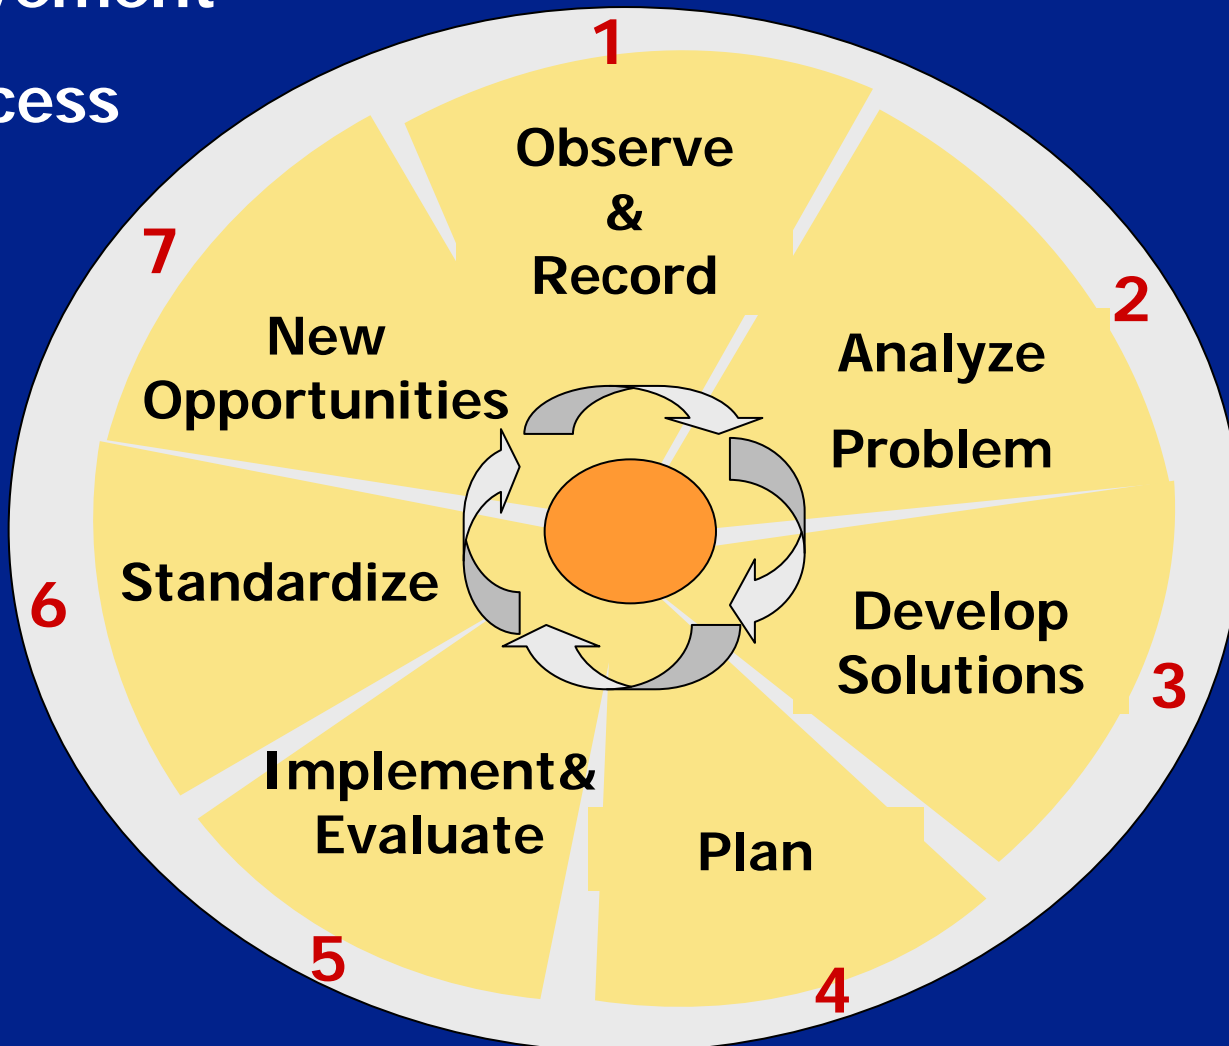 cess
1
Observe
&
Record
2
Analyze
Problem
3
Develop
Solutions
4
Plan
5
Implement&
Evaluate
6
Standardize
7
New
Opportunities